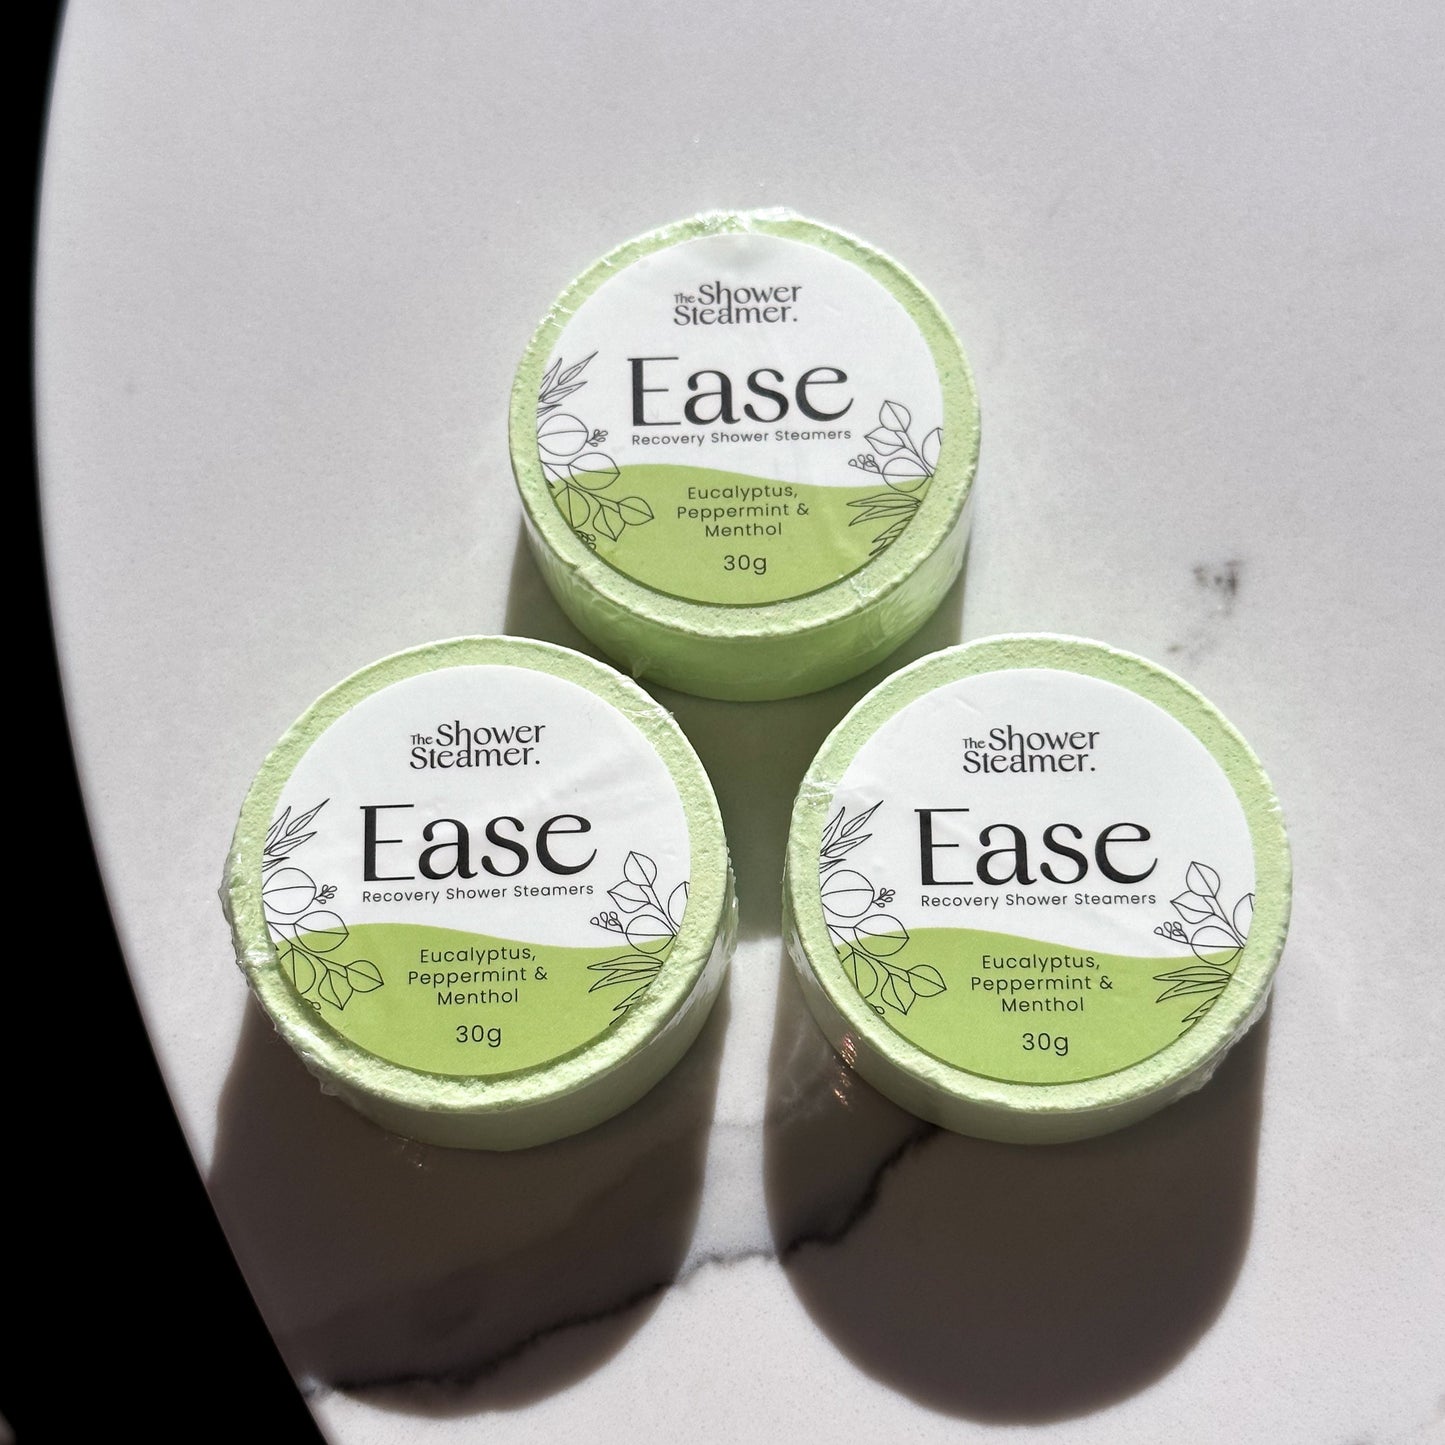 The Shower
Steamer.
Ease
Recovery Shower Steamers
Eucalyptus,
Peppermint &
Menthol
30g
The Shower
Steamer.
Ease
Recovery Shower Steamers
Eucalyptus,
Peppermint &
Menthol
30g
The Shower
Steamer.
Ease
Recovery Shower Steamers
Eucalyptus,
Peppermint &
Menthol
30g